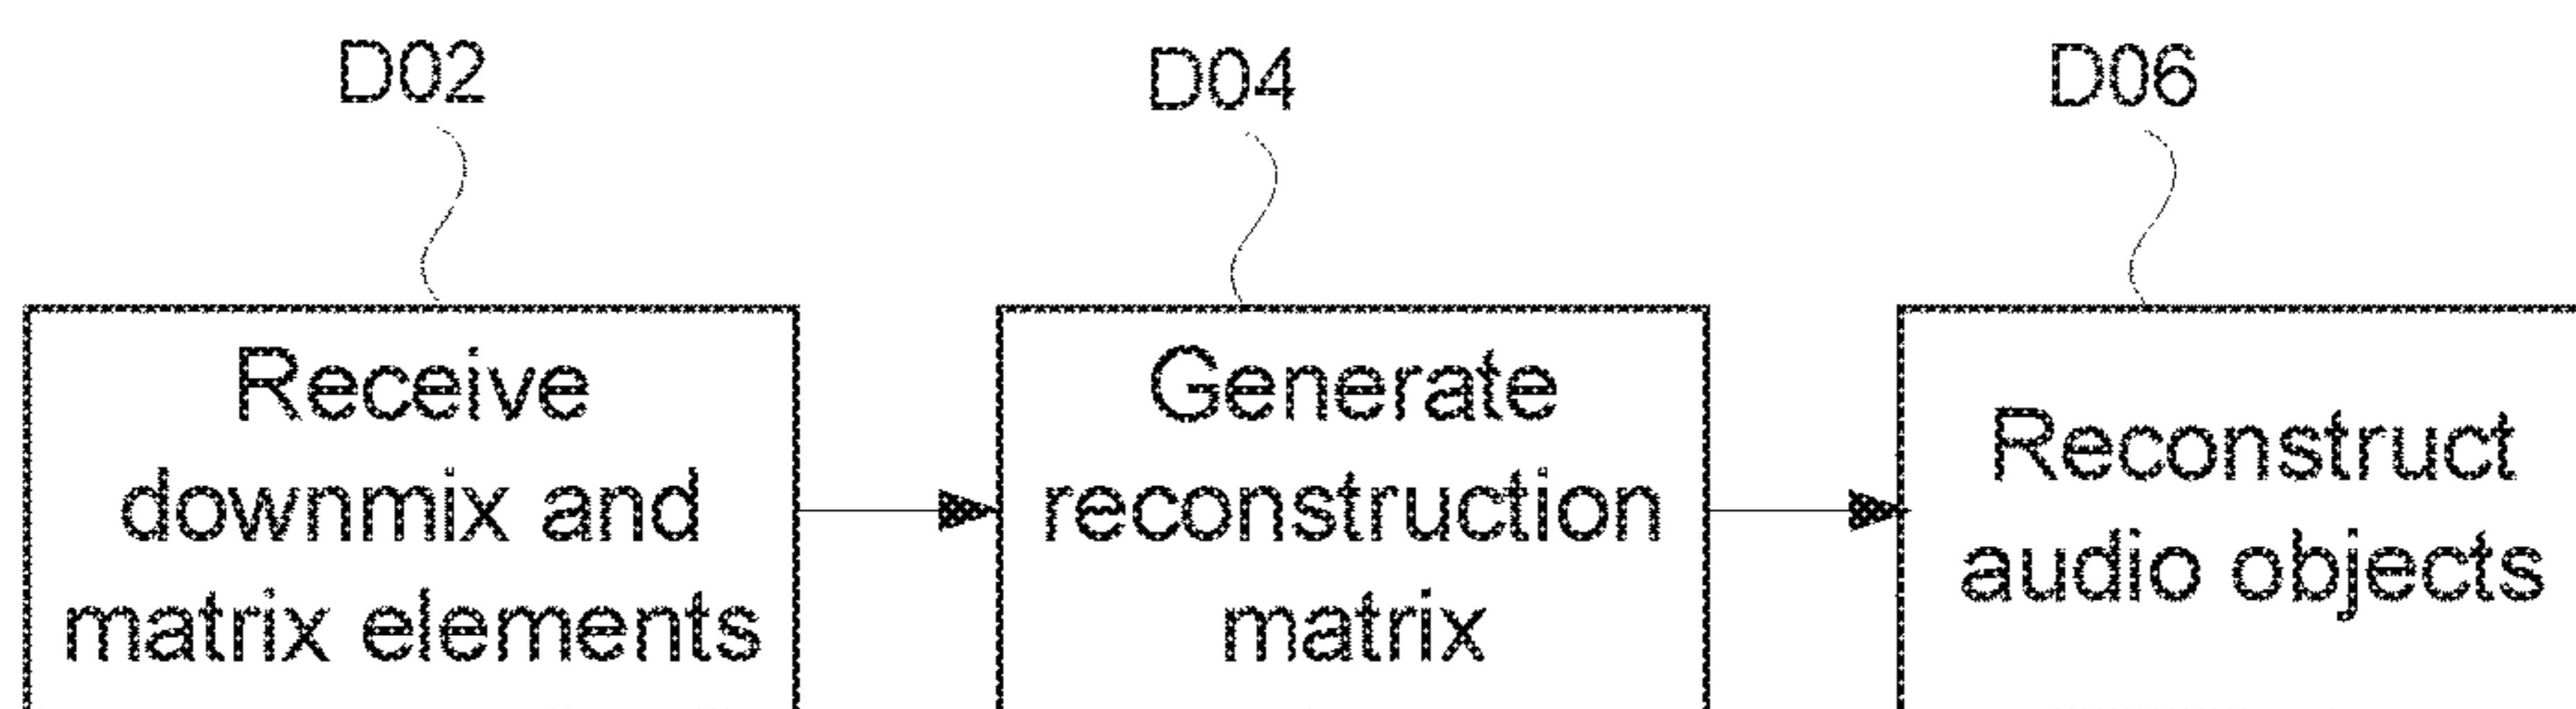 D02
D04
D06
Receive
downmix and
matrix elements
Generate
reconstruction
matrix
Reconstruct
audio objects